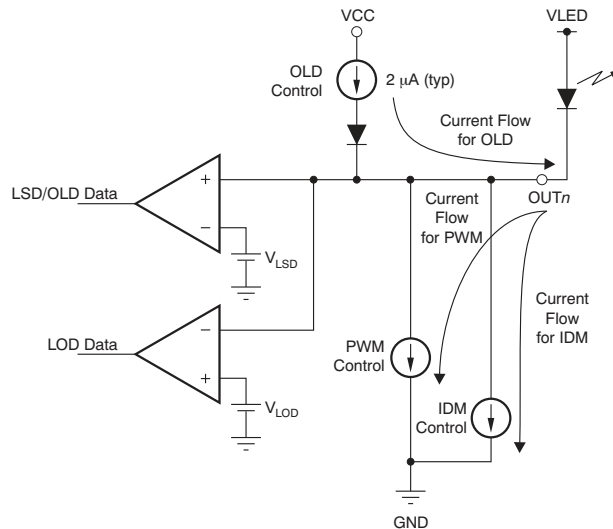 VCC
VLED
OLD
Control
2 μA (typ)
Current Flow
for OLD
LSD/OLD Data
+
−
V_LSD
OUTn
Current
Flow
for PWM
LOD Data
−
+
V_LOD
PWM
Control
Current
Flow
for IDM
IDM
Control
GND